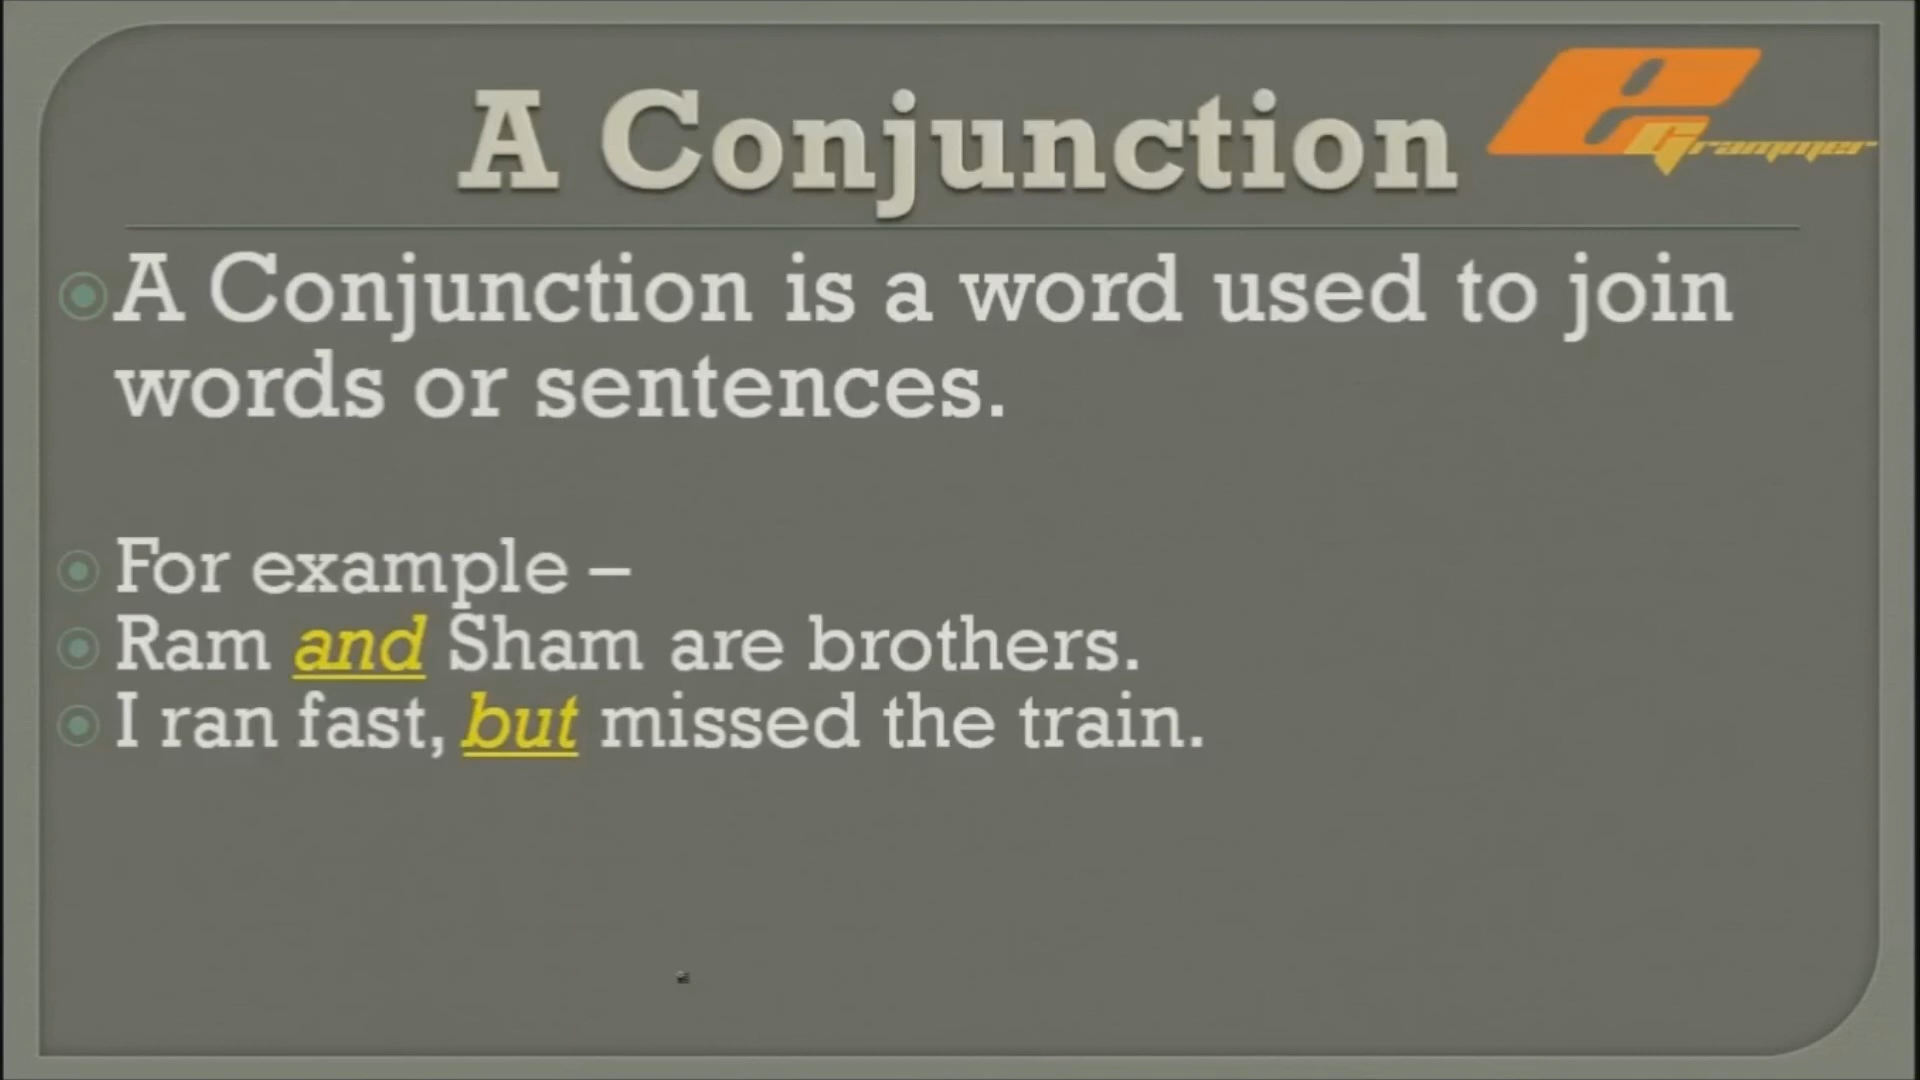 A Conjunction
e Grammer
A Conjunction is a word used to join
words or sentences.
For example –
Ram and Sham are brothers.
I ran fast, but missed the train.